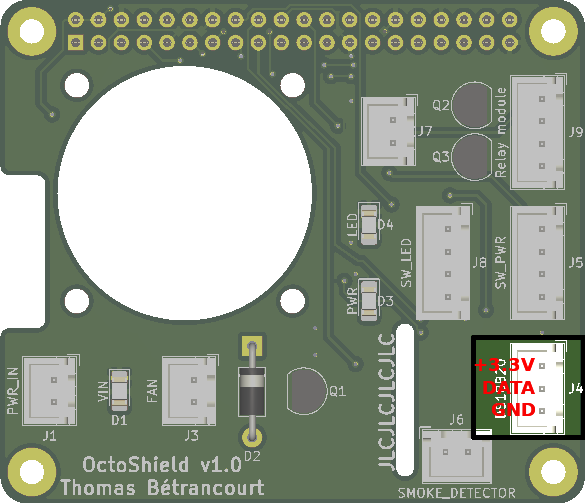 Q2
J7
Q3
Relay module
J9
LED
D4
SW_LED
J8
SW_PWR
J5
PWR
D3
+3.3V
DATA
GND
J4
PWR_IN
J1
VIN
D1
FAN
J3
D2
Q1
JLCJLCJLCJLC
J6
SMOKE_DETECTOR
OctoShield v1.0
Thomas Bétrancourt